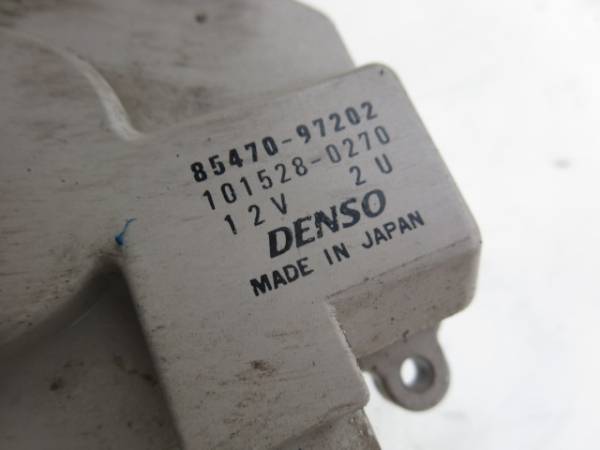 85470-97202
101528-0270
12V 2U
DENSO
MADE IN JAPAN